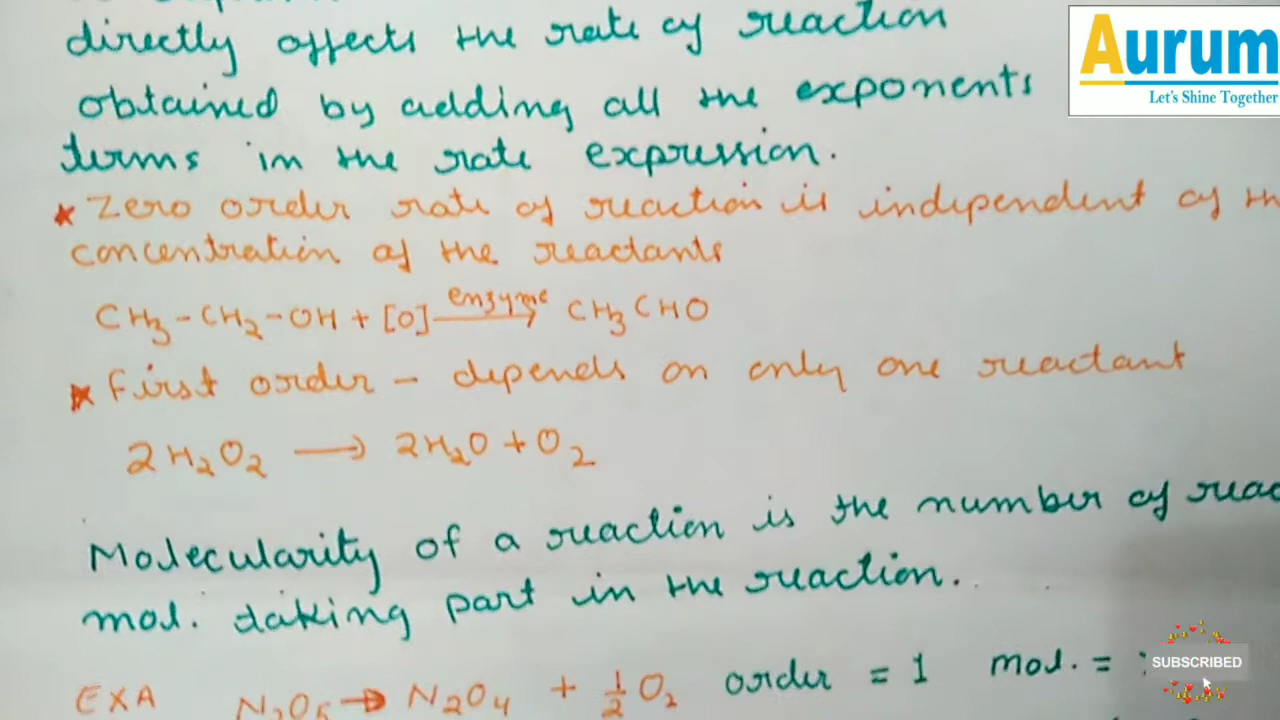 directly affects the rate of reaction
obtained by adding all the exponents
terms in the rate expression.
* Zero order rate of reaction is independent of th
concentration of the reactants
CH₃-CH₂-OH + [O] enzyme → CH₃CHO
* First order - depends on only one reactant
2H₂O₂ → 2H₂O + O₂
Molecularity of a reaction is the number of reac
mol. taking part in the reaction.
EXA N₂O₅ → N₂O₄ + 1/2 O₂ order = 1 mol. =
Aurum
Let's Shine Together
SUBSCRIBED